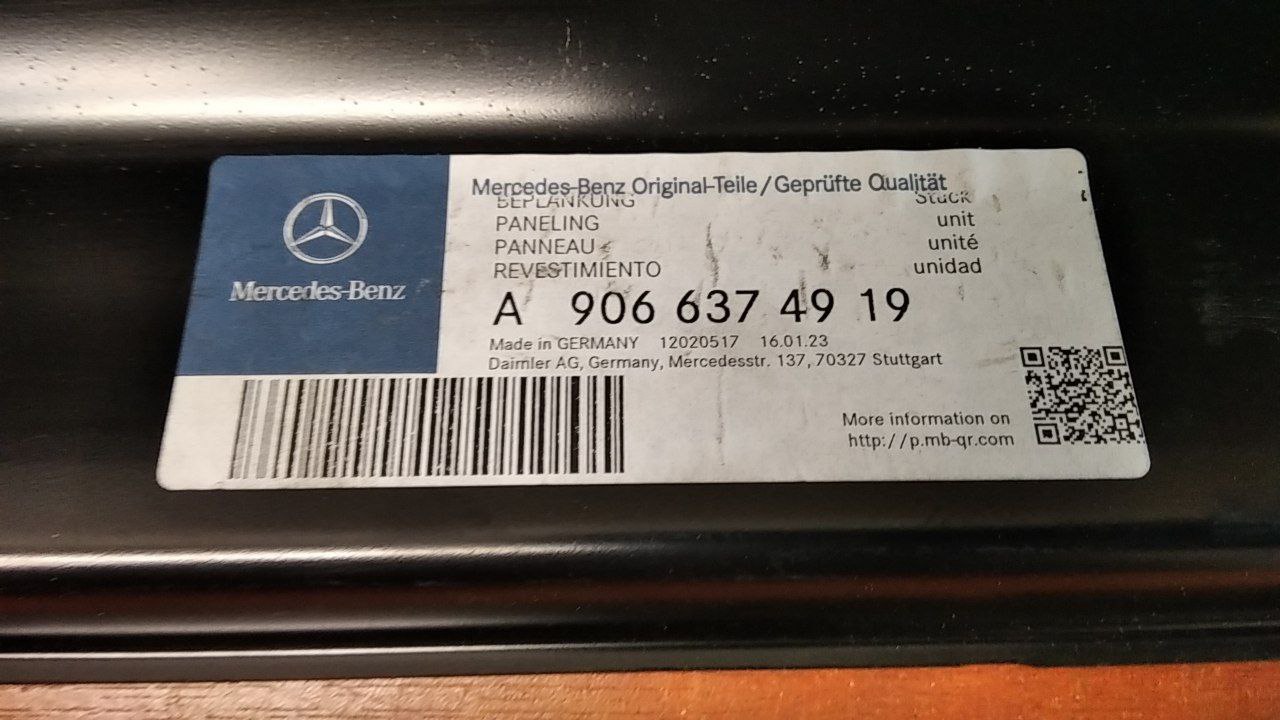 Mercedes-Benz
Mercedes-Benz Original-Teile/Geprüfte Qualität
BEPLANKUNG Stück
PANELING unit
PANNEAU unité
REVESTIMIENTO unidad
A 906 637 49 19
Made in GERMANY 12020517 16.01.23
Daimler AG, Germany, Mercedesstr. 137, 70327 Stuttgart
More information on
http://p.mb-qr.com